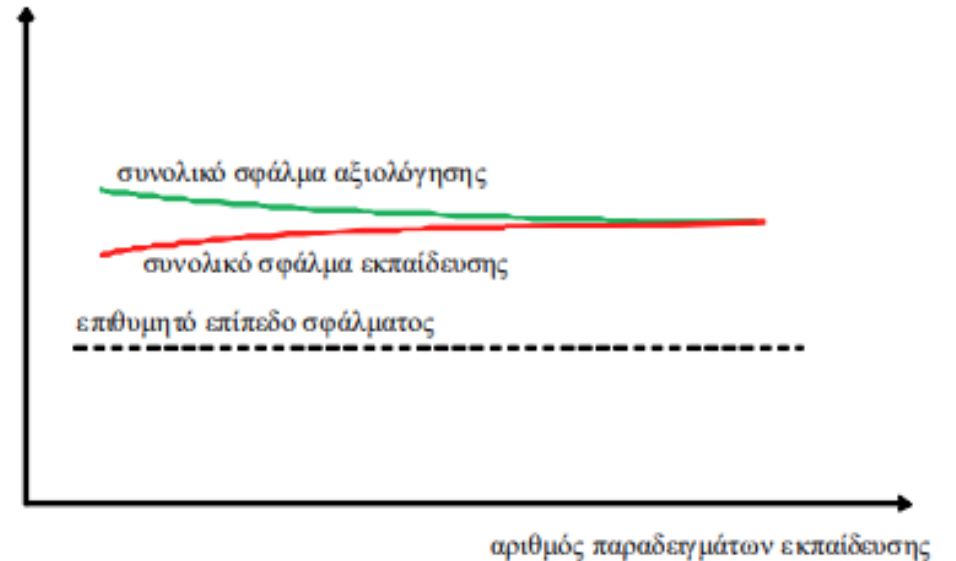 συνολικό σφάλμα αξιολόγησης
συνολικό σφάλμα εκπαίδευσης
επιθυμητό επίπεδο σφάλματος
αριθμός παραδειγμάτων εκπαίδευσης